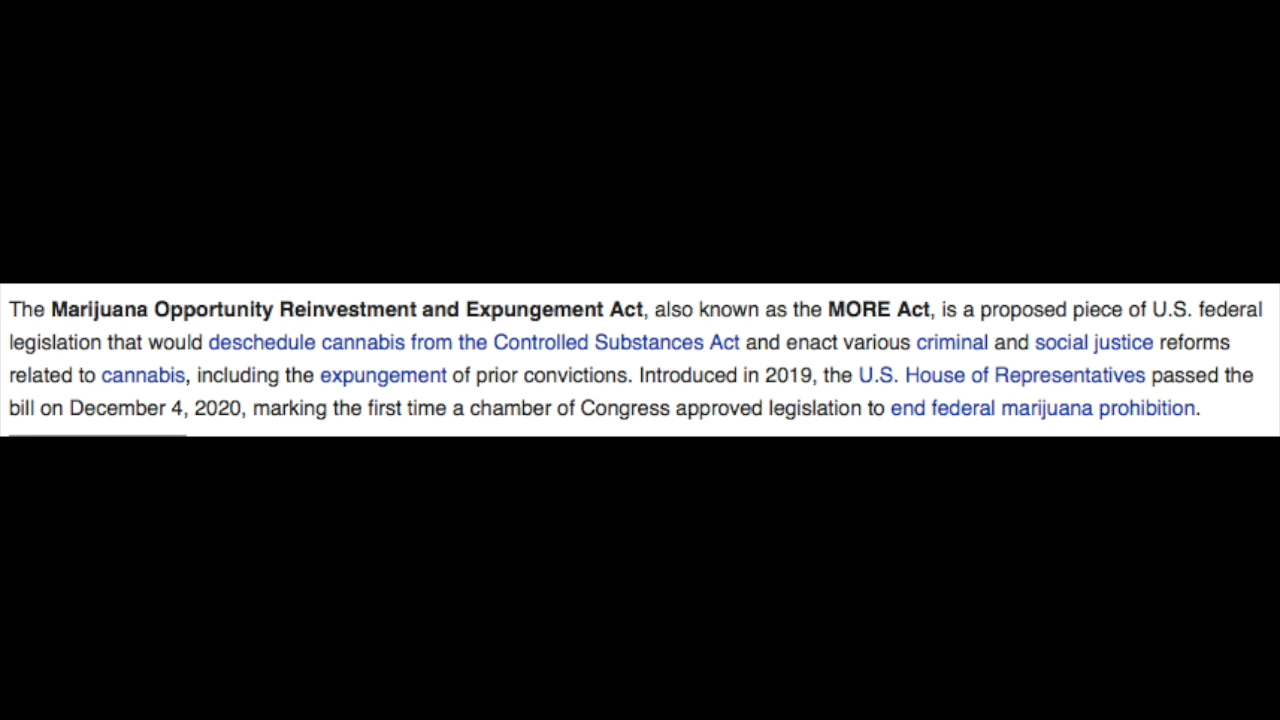 The Marijuana Opportunity Reinvestment and Expungement Act, also known as the MORE Act, is a proposed piece of U.S. federal
legislation that would deschedule cannabis from the Controlled Substances Act and enact various criminal and social justice reforms
related to cannabis, including the expungement of prior convictions. Introduced in 2019, the U.S. House of Representatives passed the
bill on December 4, 2020, marking the first time a chamber of Congress approved legislation to end federal marijuana prohibition.